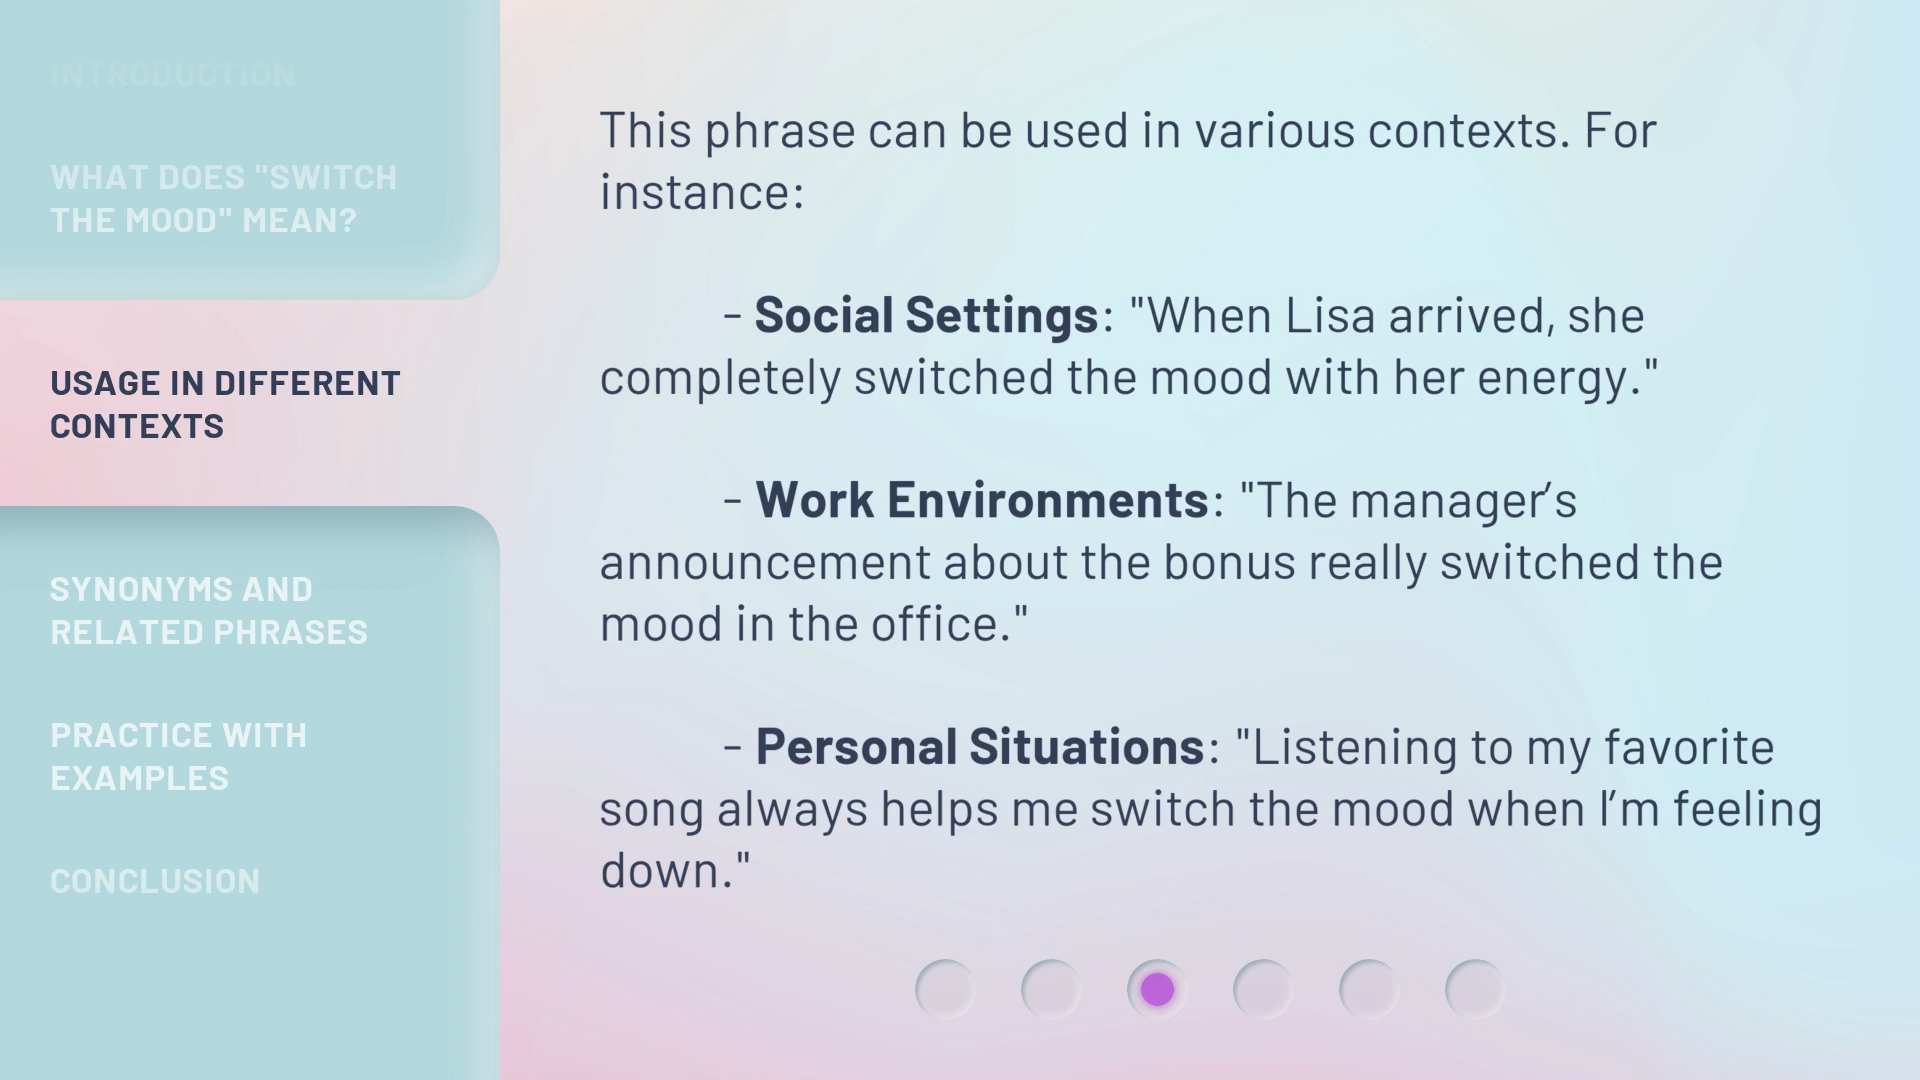 INTRODUCTION
WHAT DOES "SWITCH
THE MOOD" MEAN?
USAGE IN DIFFERENT
CONTEXTS
SYNONYMS AND
RELATED PHRASES
PRACTICE WITH
EXAMPLES
CONCLUSION
This phrase can be used in various contexts. For
instance:
- Social Settings: "When Lisa arrived, she
completely switched the mood with her energy."
- Work Environments: "The manager’s
announcement about the bonus really switched the
mood in the office."
- Personal Situations: "Listening to my favorite
song always helps me switch the mood when I’m feeling
down."